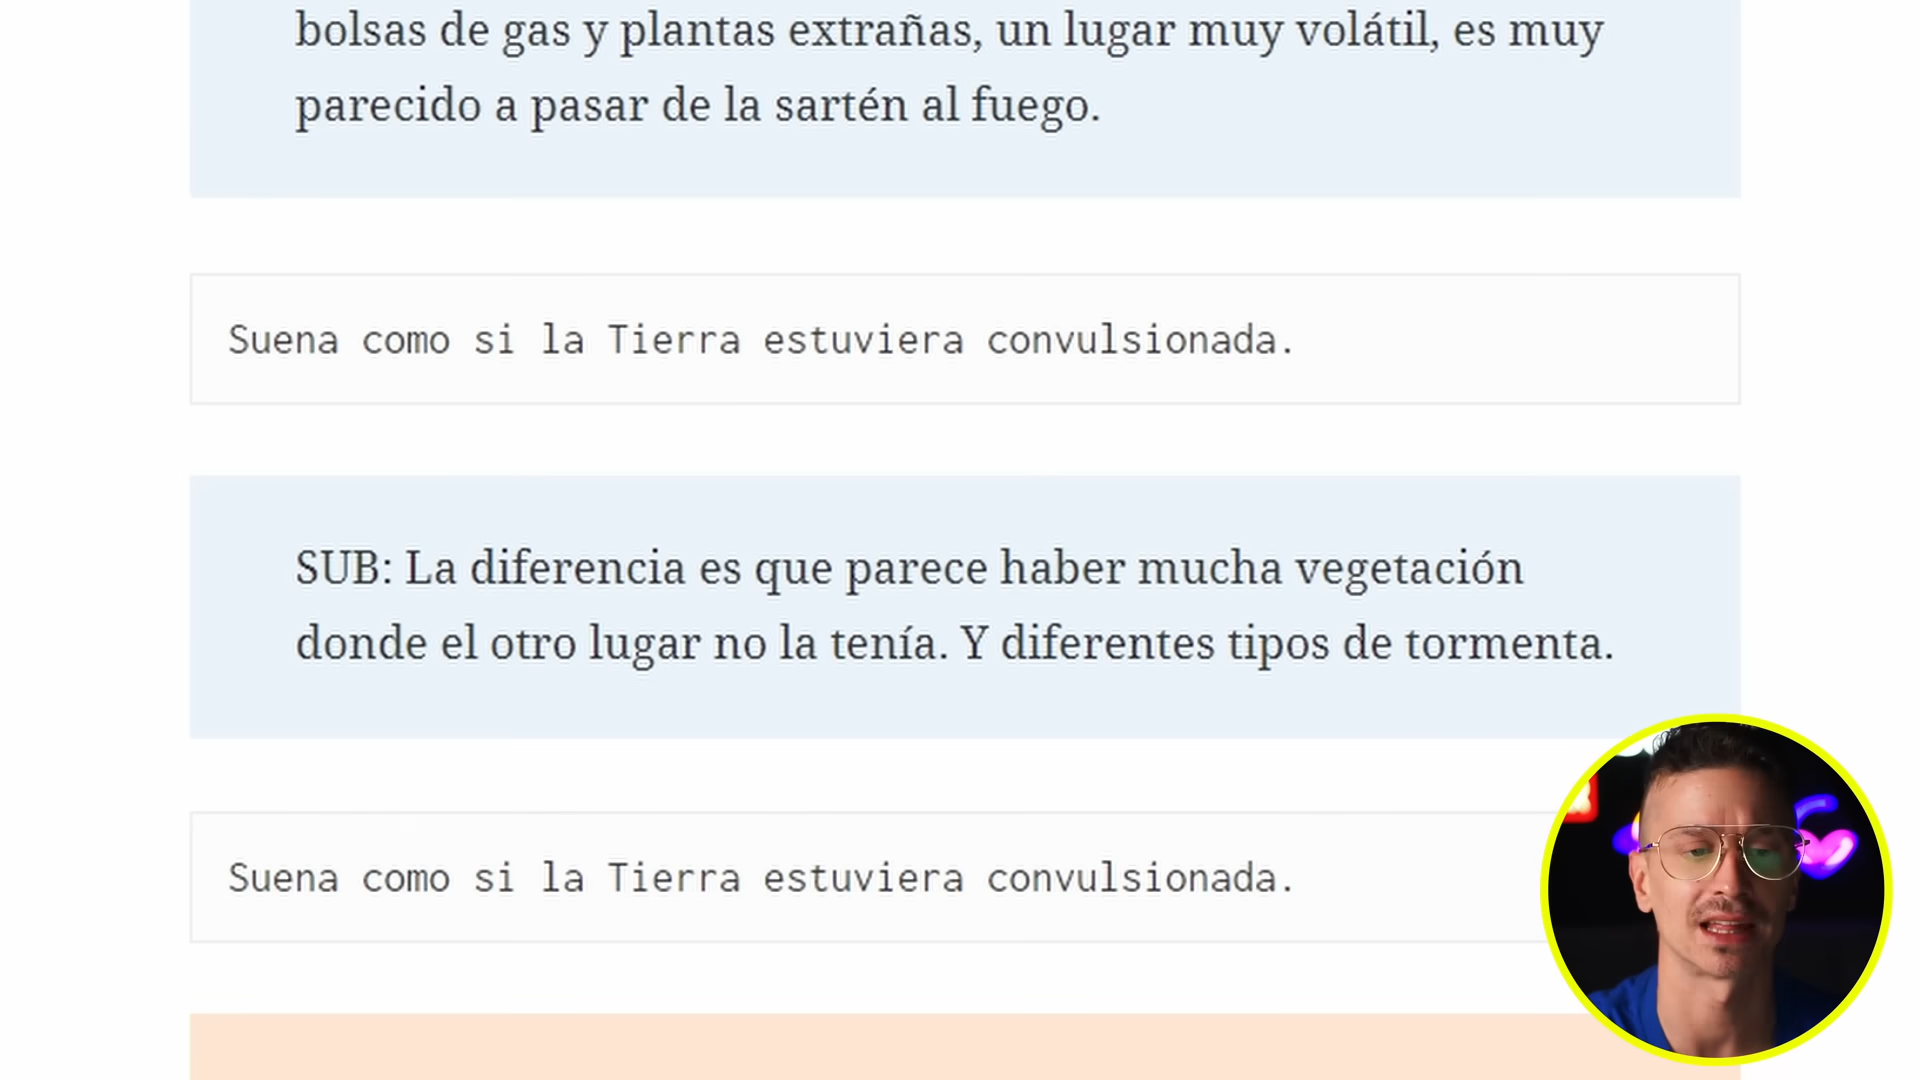 bolsas de gas y plantas extrañas, un lugar muy volátil, es muy
parecido a pasar de la sartén al fuego.
Suena como si la Tierra estuviera convulsionada.
SUB: La diferencia es que parece haber mucha vegetación
donde el otro lugar no la tenía. Y diferentes tipos de tormenta.
Suena como si la Tierra estuviera convulsionada.